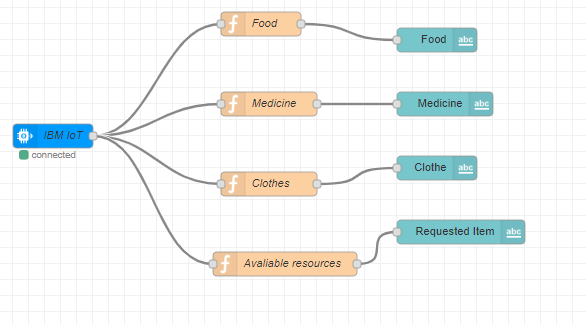 Food
Food abc
Medicine
Medicine abc
IBM IoT
connected
Clothes
Clothe abc
Requested Item abc
Avaliable resources